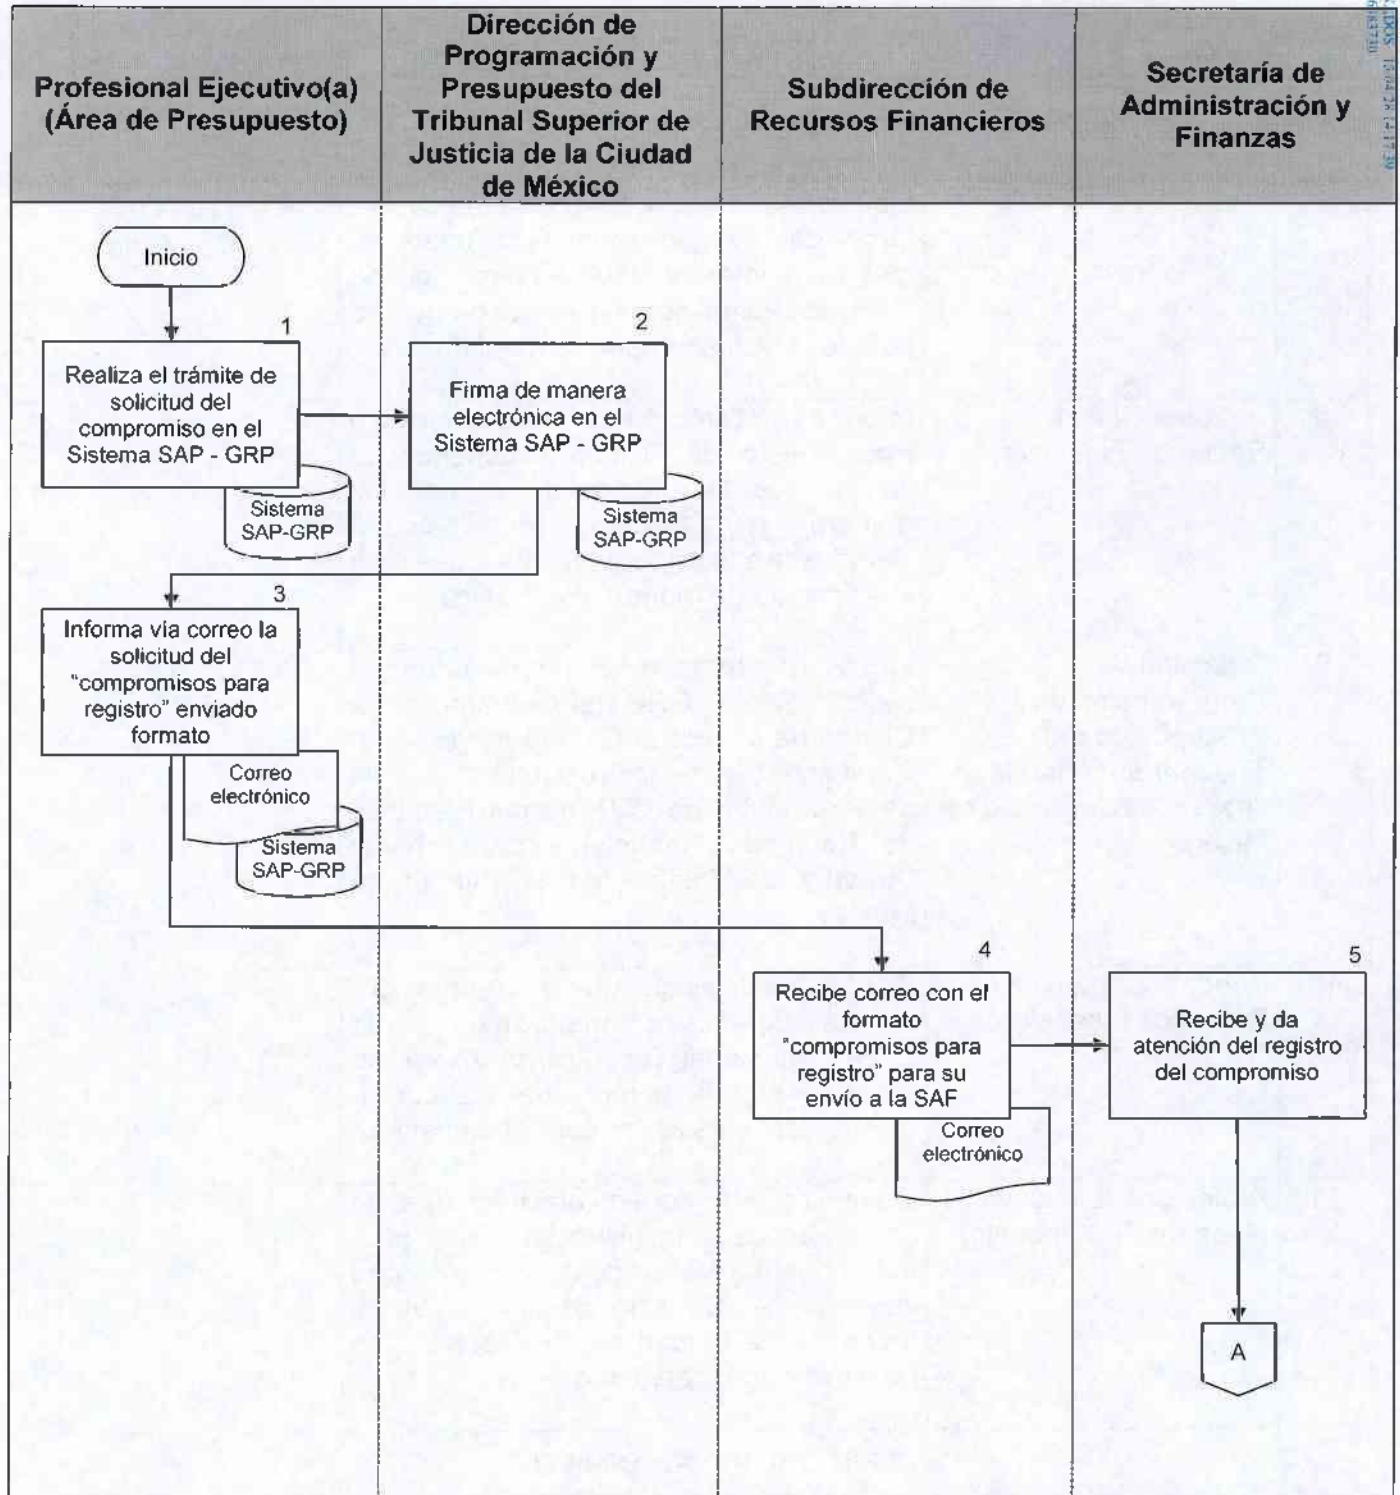 Profesional Ejecutivo(a)
(Área de Presupuesto)
Dirección de
Programación y
Presupuesto del
Tribunal Superior de
Justicia de la Ciudad
de México
Subdirección de
Recursos Financieros
Secretaría de
Administración y
Finanzas
Inicio
1
Realiza el trámite de
solicitud del
compromiso en el
Sistema SAP - GRP
Sistema
SAP-GRP
2
Firma de manera
electrónica en el
Sistema SAP - GRP
Sistema
SAP-GRP
3
Informa vía correo la
solicitud del
"compromisos para
registro" enviado
formato
Correo
electrónico
Sistema
SAP-GRP
4
Recibe correo con el
formato
"compromisos para
registro" para su
envío a la SAF
Correo
electrónico
5
Recibe y da
atención del registro
del compromiso
A